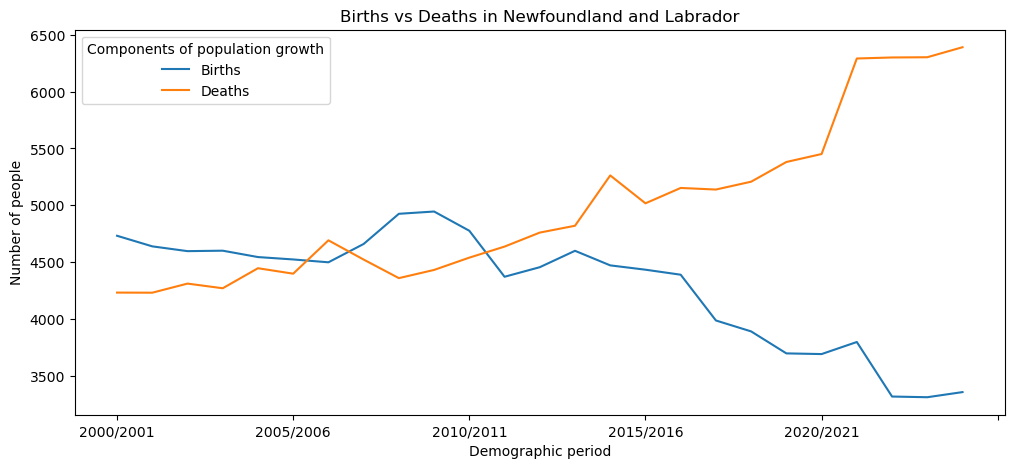 Births vs Deaths in Newfoundland and Labrador
Components of population growth
Births
Deaths
Number of people
6500
6000
5500
5000
4500
4000
3500
2000/2001
2005/2006
2010/2011
2015/2016
2020/2021
Demographic period